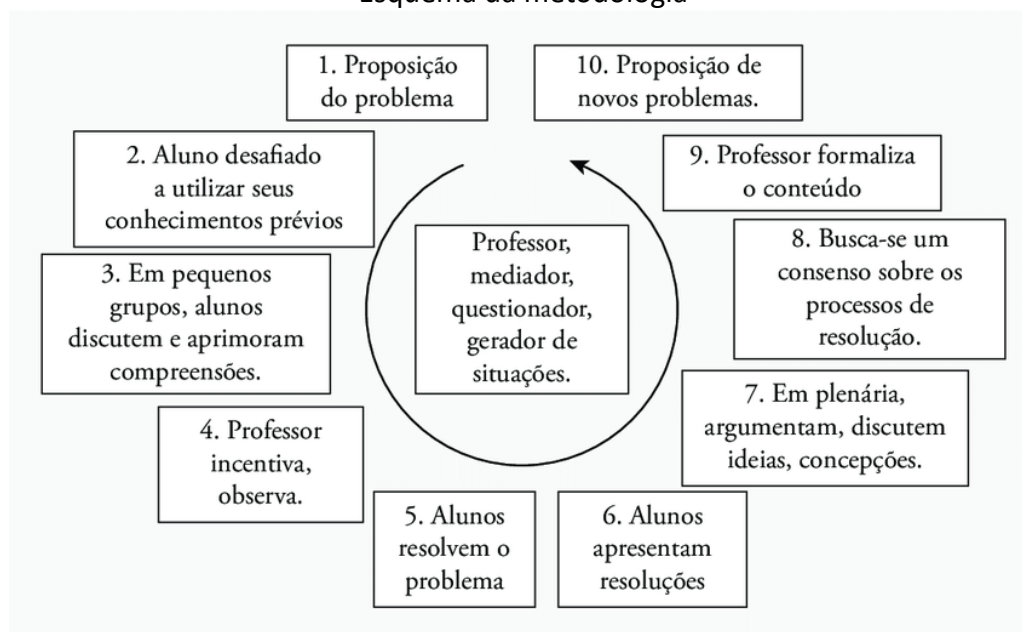 Esquema da metodologia
1. Proposição
do problema
2. Aluno desafiado
a utilizar seus
conhecimentos prévios
3. Em pequenos
grupos, alunos
discutem e aprimoram
compreensões.
4. Professor
incentiva,
observa.
5. Alunos
resolvem o
problema
6. Alunos
apresentam
resoluções
7. Em plenária,
argumentam, discutem
ideias, concepções.
8. Busca-se um
consenso sobre os
processos de
resolução.
9. Professor formaliza
o conteúdo
10. Proposição de
novos problemas.
Professor,
mediador,
questionador,
gerador de
situações.